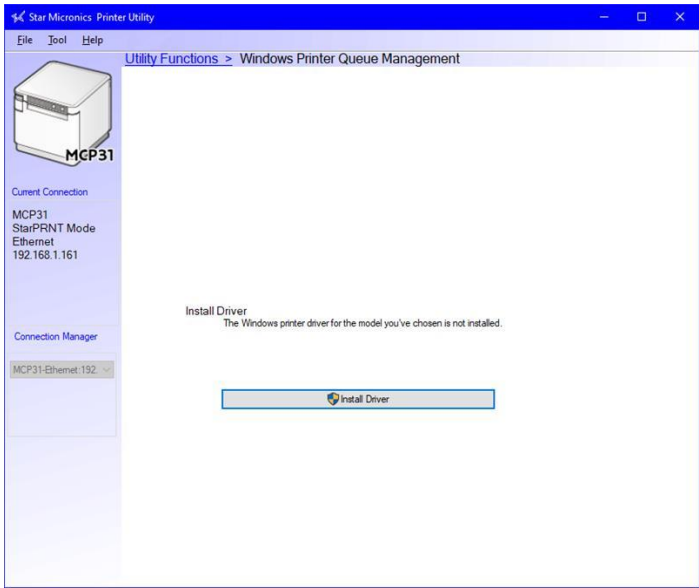 Star Micronics Printer Utility
File Tool Help
Utility Functions > Windows Printer Queue Management
MCP31
Current Connection
MCP31
StarPRNT Mode
Ethernet
192.168.1.161
Install Driver
The Windows printer driver for the model you've chosen is not installed.
Connection Manager
MCP31-Ethernet:192.
Install Driver